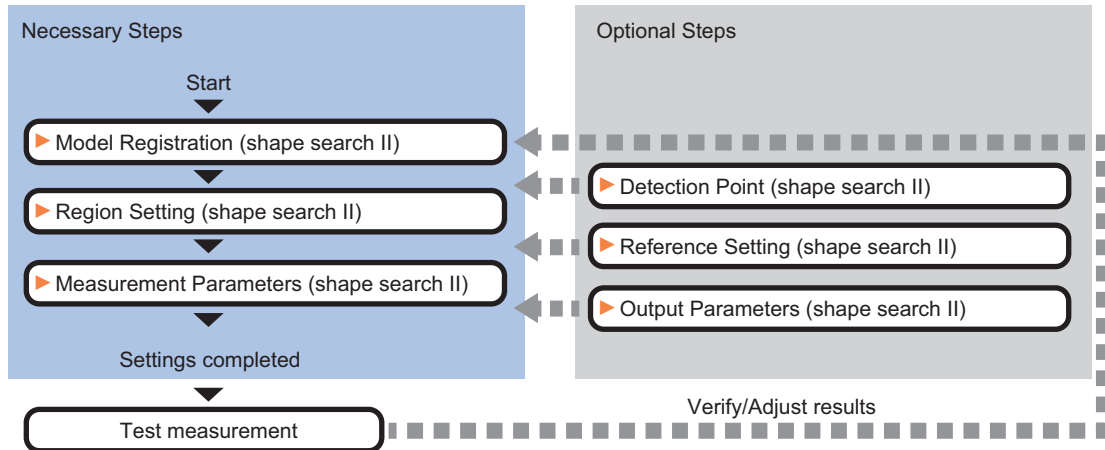 Necessary Steps
Start
Model Registration (shape search II)
Region Setting (shape search II)
Measurement Parameters (shape search II)
Settings completed
Test measurement
Optional Steps
Detection Point (shape search II)
Reference Setting (shape search II)
Output Parameters (shape search II)
Verify/Adjust results